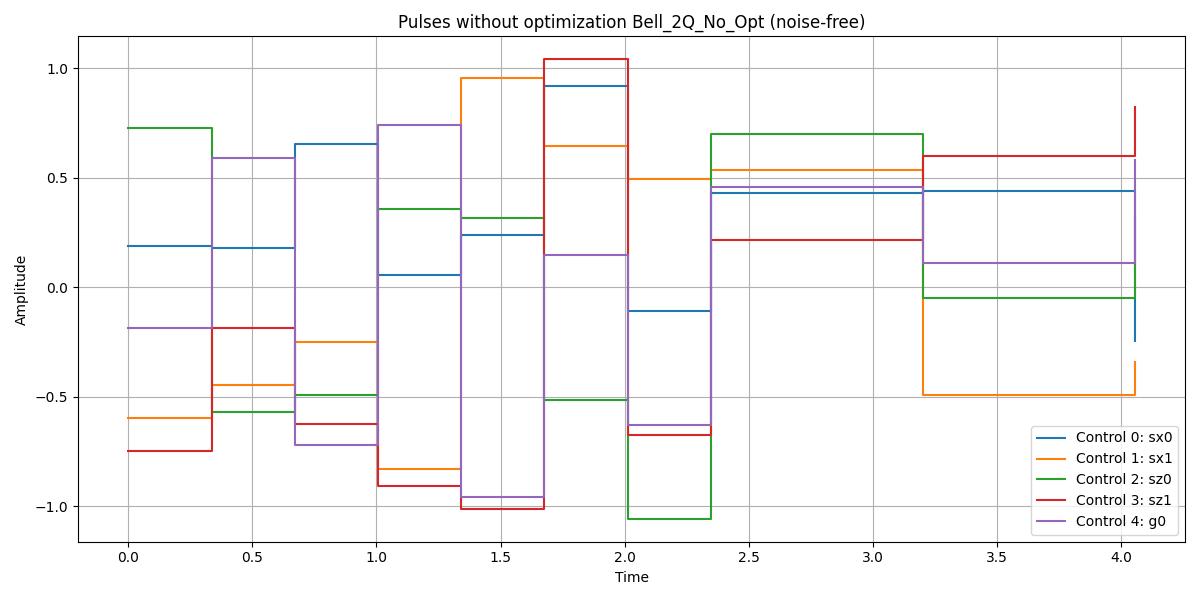 Pulses without optimization Bell_2Q_No_Opt (noise-free)
Amplitude
1.0
0.5
0.0
−0.5
−1.0
Control 0: sx0
Control 1: sx1
Control 2: sz0
Control 3: sz1
Control 4: g0
0.0 0.5 1.0 1.5 2.0 2.5 3.0 3.5 4.0
Time